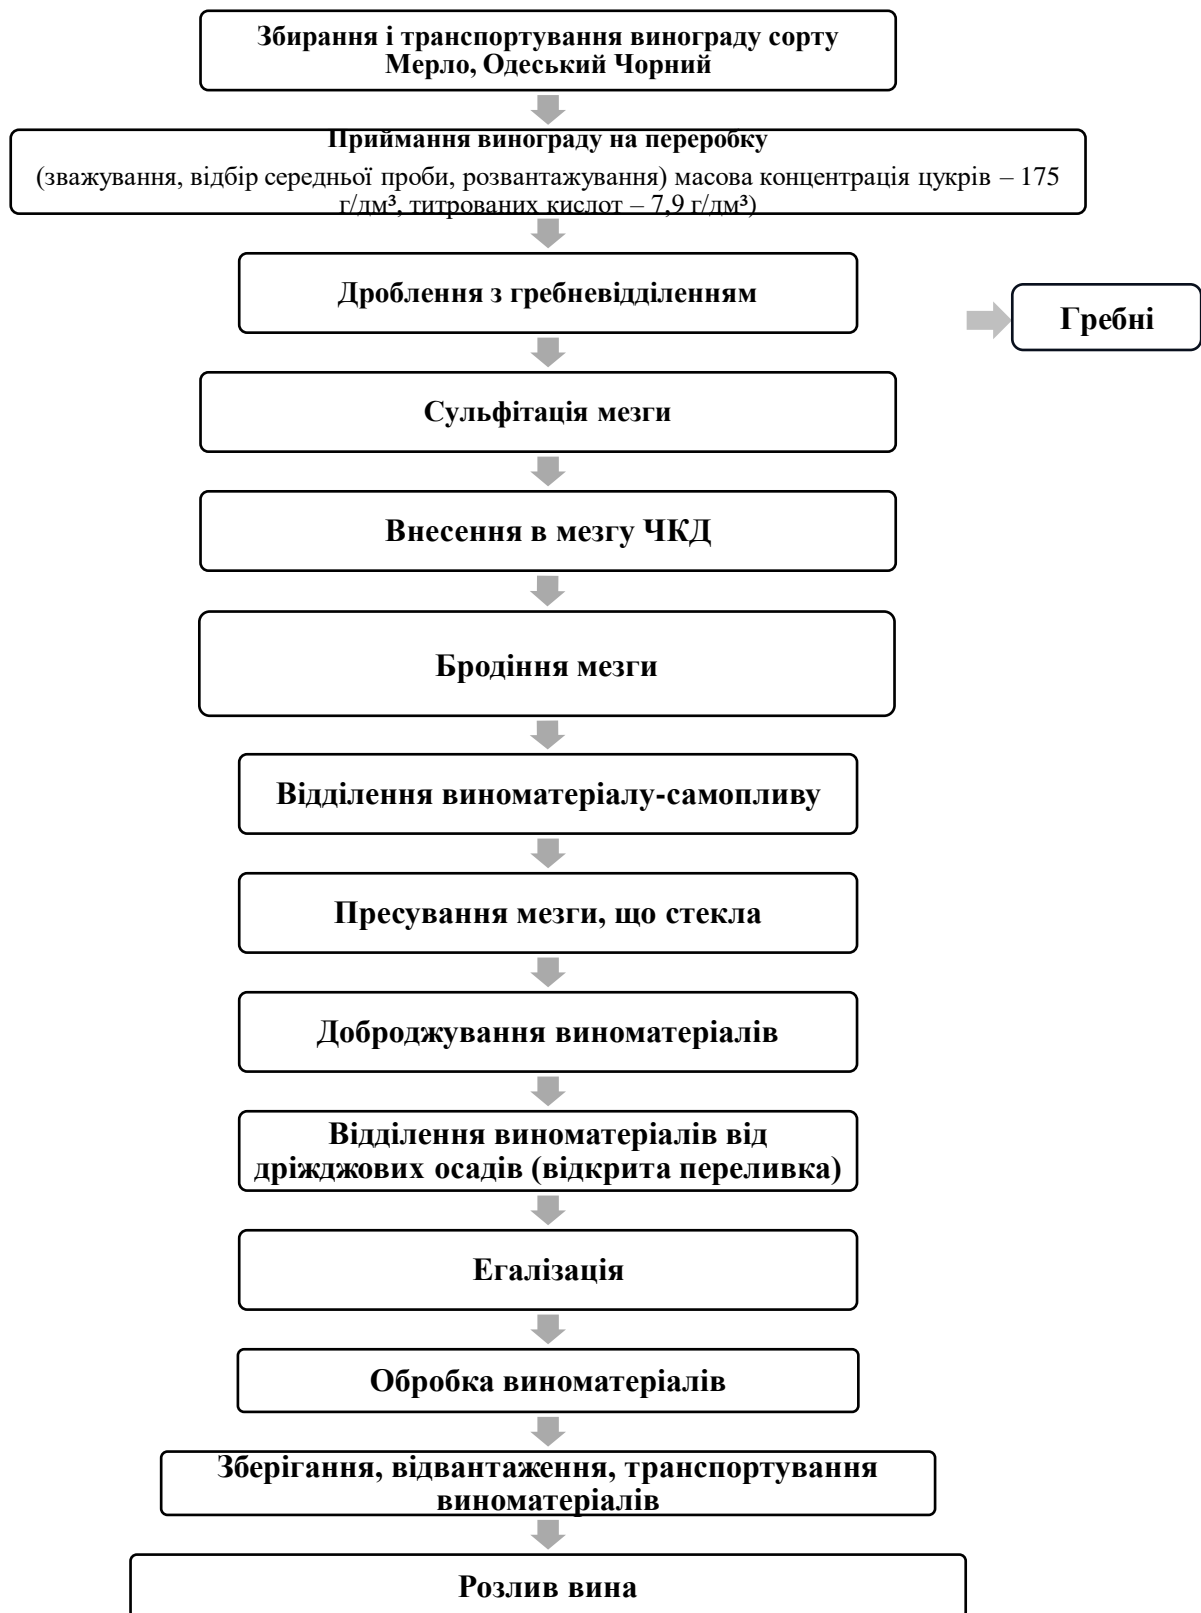 Збирання і транспортування винограду сорту
Мерло, Одеський Чорний
Приймання винограду на переробку
(зважування, відбір середньої проби, розвантажування) масова концентрація цукрів – 175
г/дм³, титрованих кислот – 7,9 г/дм³)
Дроблення з гребневідділенням
Гребні
Сульфітація мезги
Внесення в мезгу ЧКД
Бродіння мезги
Відділення виноматеріалу-самопливу
Пресування мезги, що стекла
Доброджування виноматеріалів
Відділення виноматеріалів від
дріжджових осадів (відкрита переливка)
Егалізація
Обробка виноматеріалів
Зберігання, відвантаження, транспортування
виноматеріалів
Розлив вина